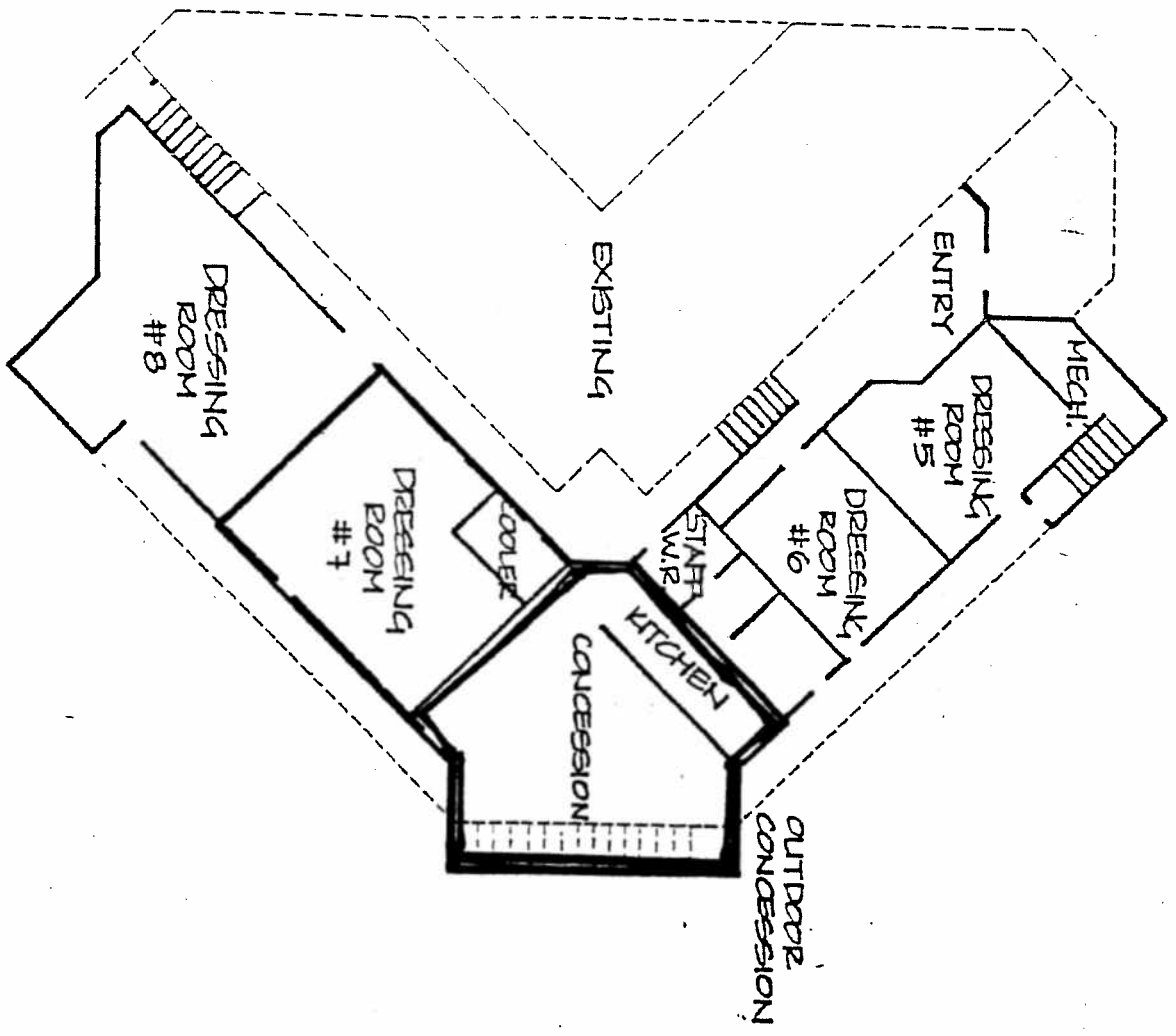 MECH.
DRESSING
ROOM
#5
ENTRY
DRESSING
ROOM
#6
OUTDOOR
CONCESSION
STAFF
W.R
KITCHEN
EXISTING
CONCESSION
COOLER
DRESSING
ROOM
#7
DRESSING
ROOM
#8